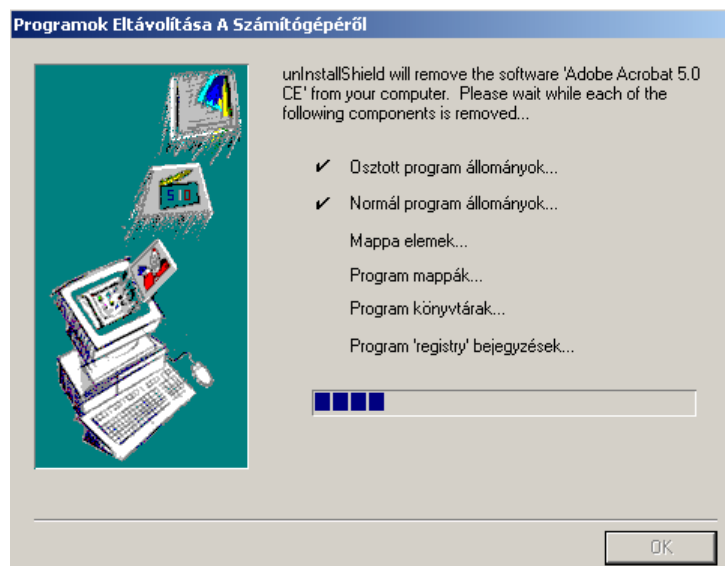 Programok Eltávolítása A Számítógépéről
unInstallShield will remove the software 'Adobe Acrobat 5.0
CE' from your computer. Please wait while each of the
following components is removed...
✔ Osztott program állományok...
✔ Normál program állományok...
Mappa elemek...
Program mappák...
Program könyvtárak...
Program 'registry' bejegyzések...
OK